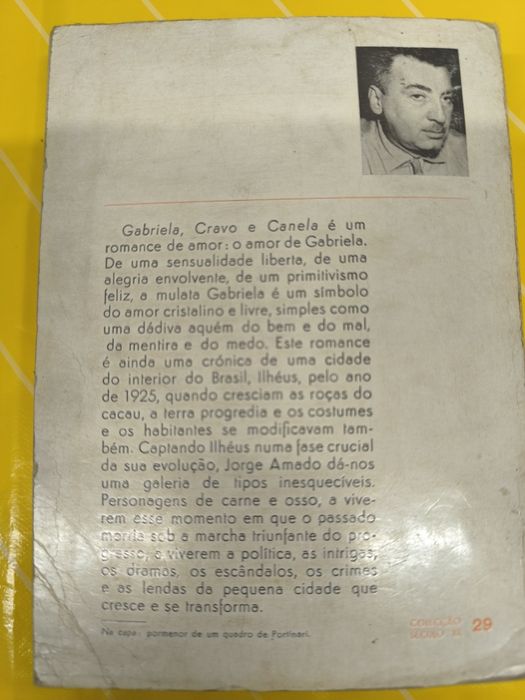 Gabriela, Cravo e Canela é um
romance de amor: o amor de Gabriela.
De uma sensualidade liberta, de uma
alegria envolvente, de um primitivismo
feliz, a mulata Gabriela é um símbolo
do amor cristalino e livre, simples como
uma dádiva aquém do bem e do mal,
da mentira e do medo. Este romance
é ainda uma crónica de uma cidade
do interior do Brasil, Ilhéus, pelo ano
de 1925, quando cresciam as roças do
cacau, a terra progredia e os costumes
e os habitantes se modificavam tam-
bém. Captando Ilhéus numa fase crucial
da sua evolução, Jorge Amado dá-nos
uma galeria de tipos inesquecíveis.
Personagens de carne e osso, a vive-
rem esse momento em que o passado
morria sob a marcha triunfante do pro-
gresso, a viverem a política, as intrigas,
os dramas, os escândalos, os crimes
e as lendas da pequena cidade que
cresce e se transforma.
Na capa: pormenor de um quadro de Portinari.
COLECÇÃO
SÉCULO XX 29